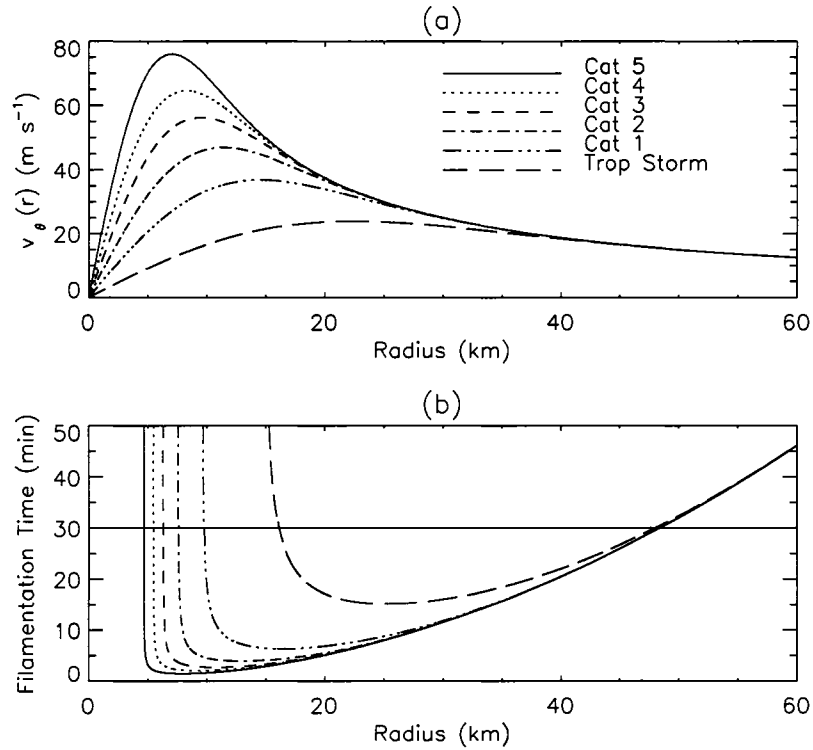 (a)
v_θ(r) (m s⁻¹)
80
60
40
20
0
Cat 5
Cat 4
Cat 3
Cat 2
Cat 1
Trop Storm
0 20 40 60
Radius (km)
(b)
Filamentation Time (min)
50
40
30
20
10
0
0 20 40 60
Radius (km)